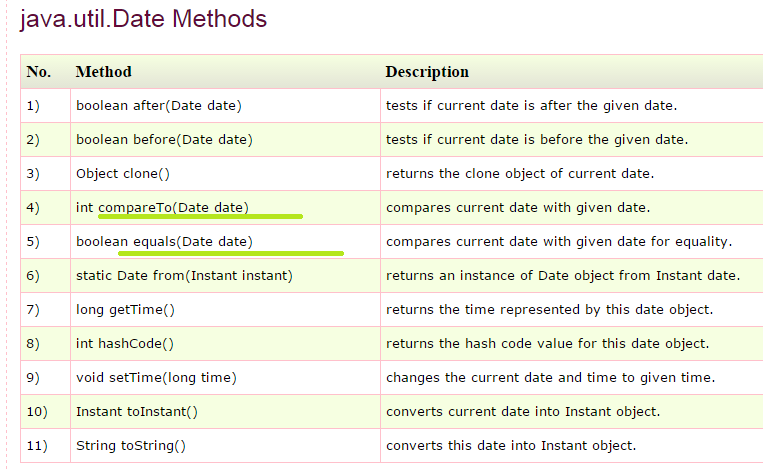 java.util.Date Methods
No. Method Description
1) boolean after(Date date) tests if current date is after the given date.
2) boolean before(Date date) tests if current date is before the given date.
3) Object clone() returns the clone object of current date.
4) int compareTo(Date date) compares current date with given date.
5) boolean equals(Date date) compares current date with given date for equality.
6) static Date from(Instant instant) returns an instance of Date object from Instant date.
7) long getTime() returns the time represented by this date object.
8) int hashCode() returns the hash code value for this date object.
9) void setTime(long time) changes the current date and time to given time.
10) Instant toInstant() converts current date into Instant object.
11) String toString() converts this date into Instant object.